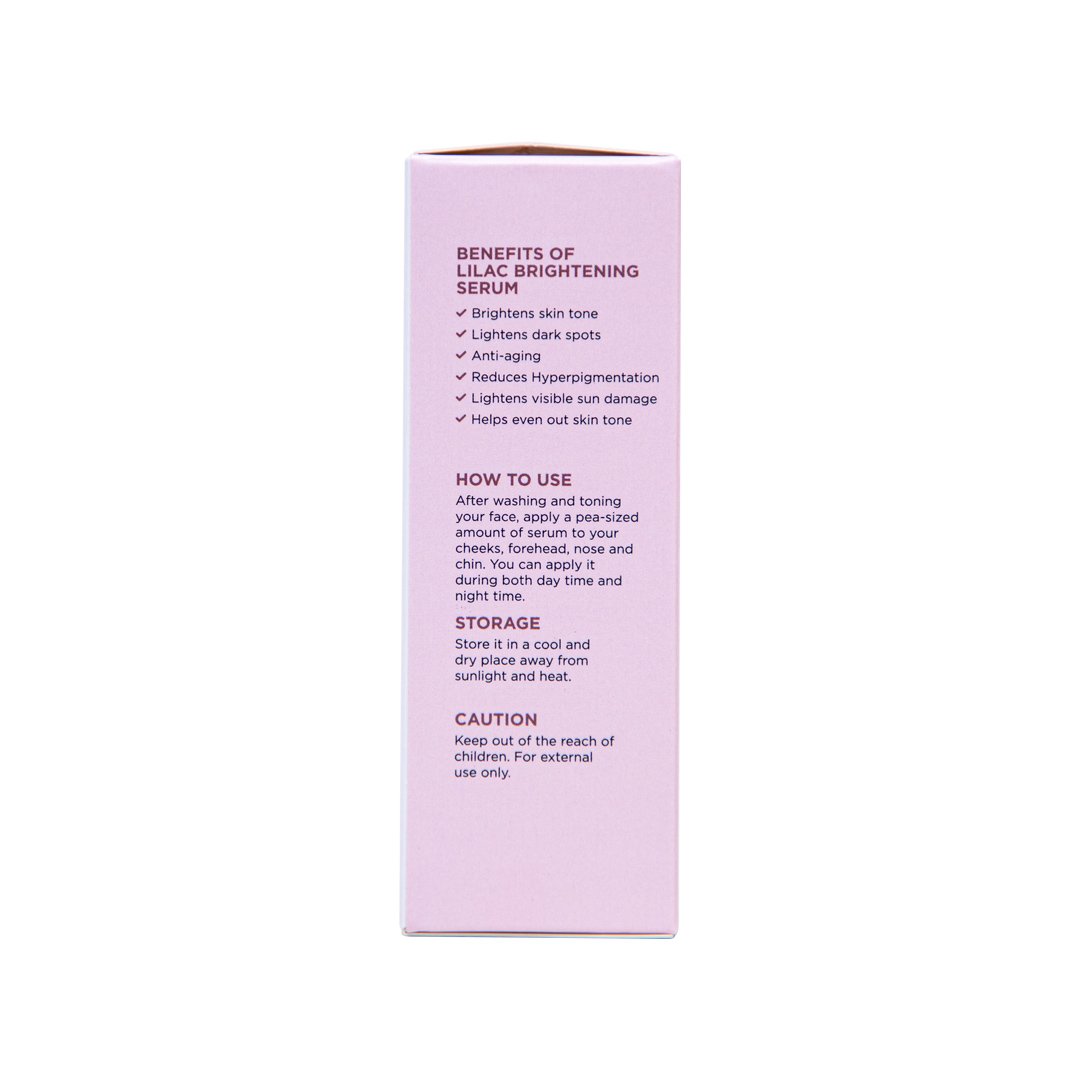 BENEFITS OF
LILAC BRIGHTENING
SERUM
✓ Brightens skin tone
✓ Lightens dark spots
✓ Anti-aging
✓ Reduces Hyperpigmentation
✓ Lightens visible sun damage
✓ Helps even out skin tone
HOW TO USE
After washing and toning
your face, apply a pea-sized
amount of serum to your
cheeks, forehead, nose and
chin. You can apply it
during both day time and
night time.
STORAGE
Store it in a cool and
dry place away from
sunlight and heat.
CAUTION
Keep out of the reach of
children. For external
use only.